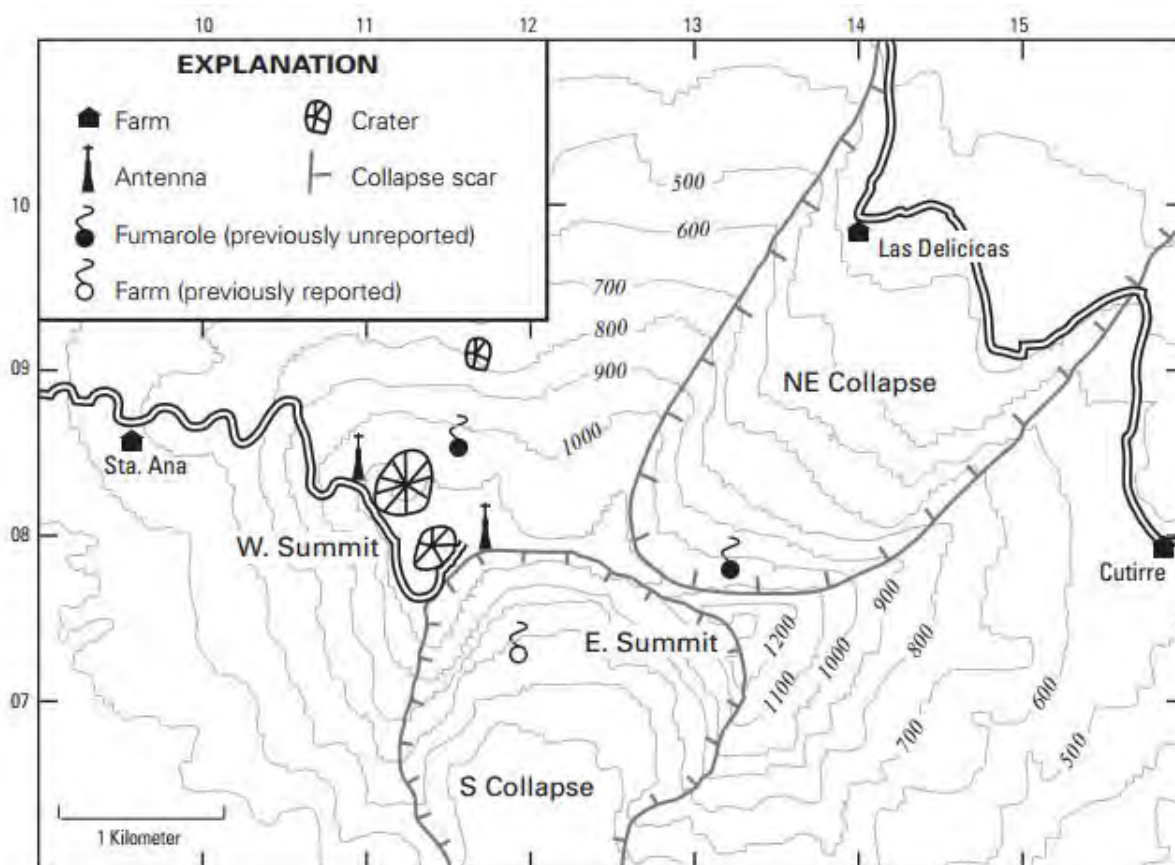 10 11 12 13 14 15
EXPLANATION
Farm
Crater
Antenna
Collapse scar
Fumarole (previously unreported)
Farm (previously reported)
10
09
08
07
500
600
700
800
900
1000
Las Delicicas
NE Collapse
Sta. Ana
W. Summit
Cutirre
E. Summit
1200
1100
1000
900
800
700
600
500
S Collapse
1 Kilometer